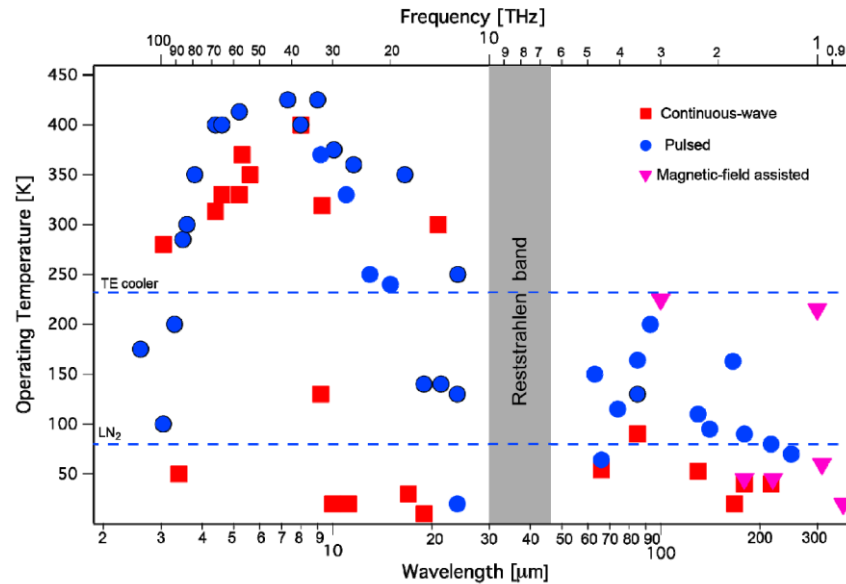 Frequency [THz]
100 90 80 70 60 50 40 30 20 10 9 8 7 6 5 4 3 2 1 0.9
450
400
350
300
250
200
150
100
50
Operating Temperature [K]
Continuous-wave
Pulsed
Magnetic-field assisted
TE cooler
LN2
Reststrahlen band
2 3 4 5 6 7 8 9 10 20 30 40 50 60 70 80 90 100 200 300
Wavelength [μm]